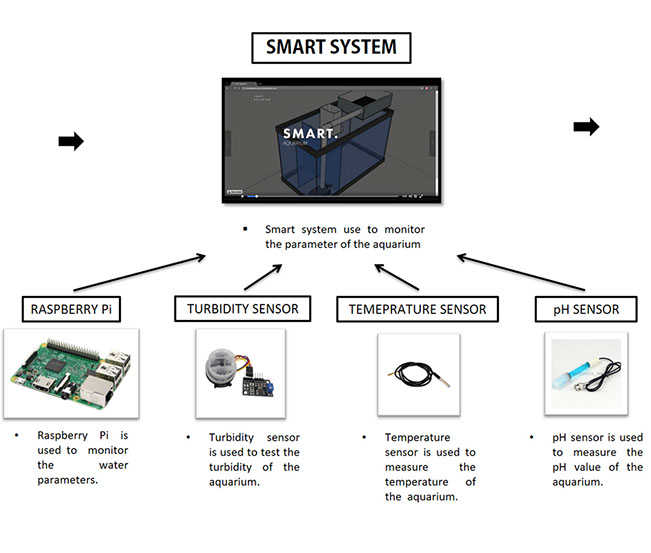 SMART SYSTEM
SMART.
AQUARIUM
▪ Smart system use to monitor
the parameter of the aquarium
RASPBERRY Pi
TURBIDITY SENSOR
TEMEPRATURE SENSOR
pH SENSOR
• Raspberry Pi is
used to monitor
the water
parameters.
• Turbidity sensor
is used to test the
turbidity of the
aquarium.
• Temperature
sensor is used to
measure the
temperature of
the aquarium.
• pH sensor is used
to measure the
pH value of the
aquarium.